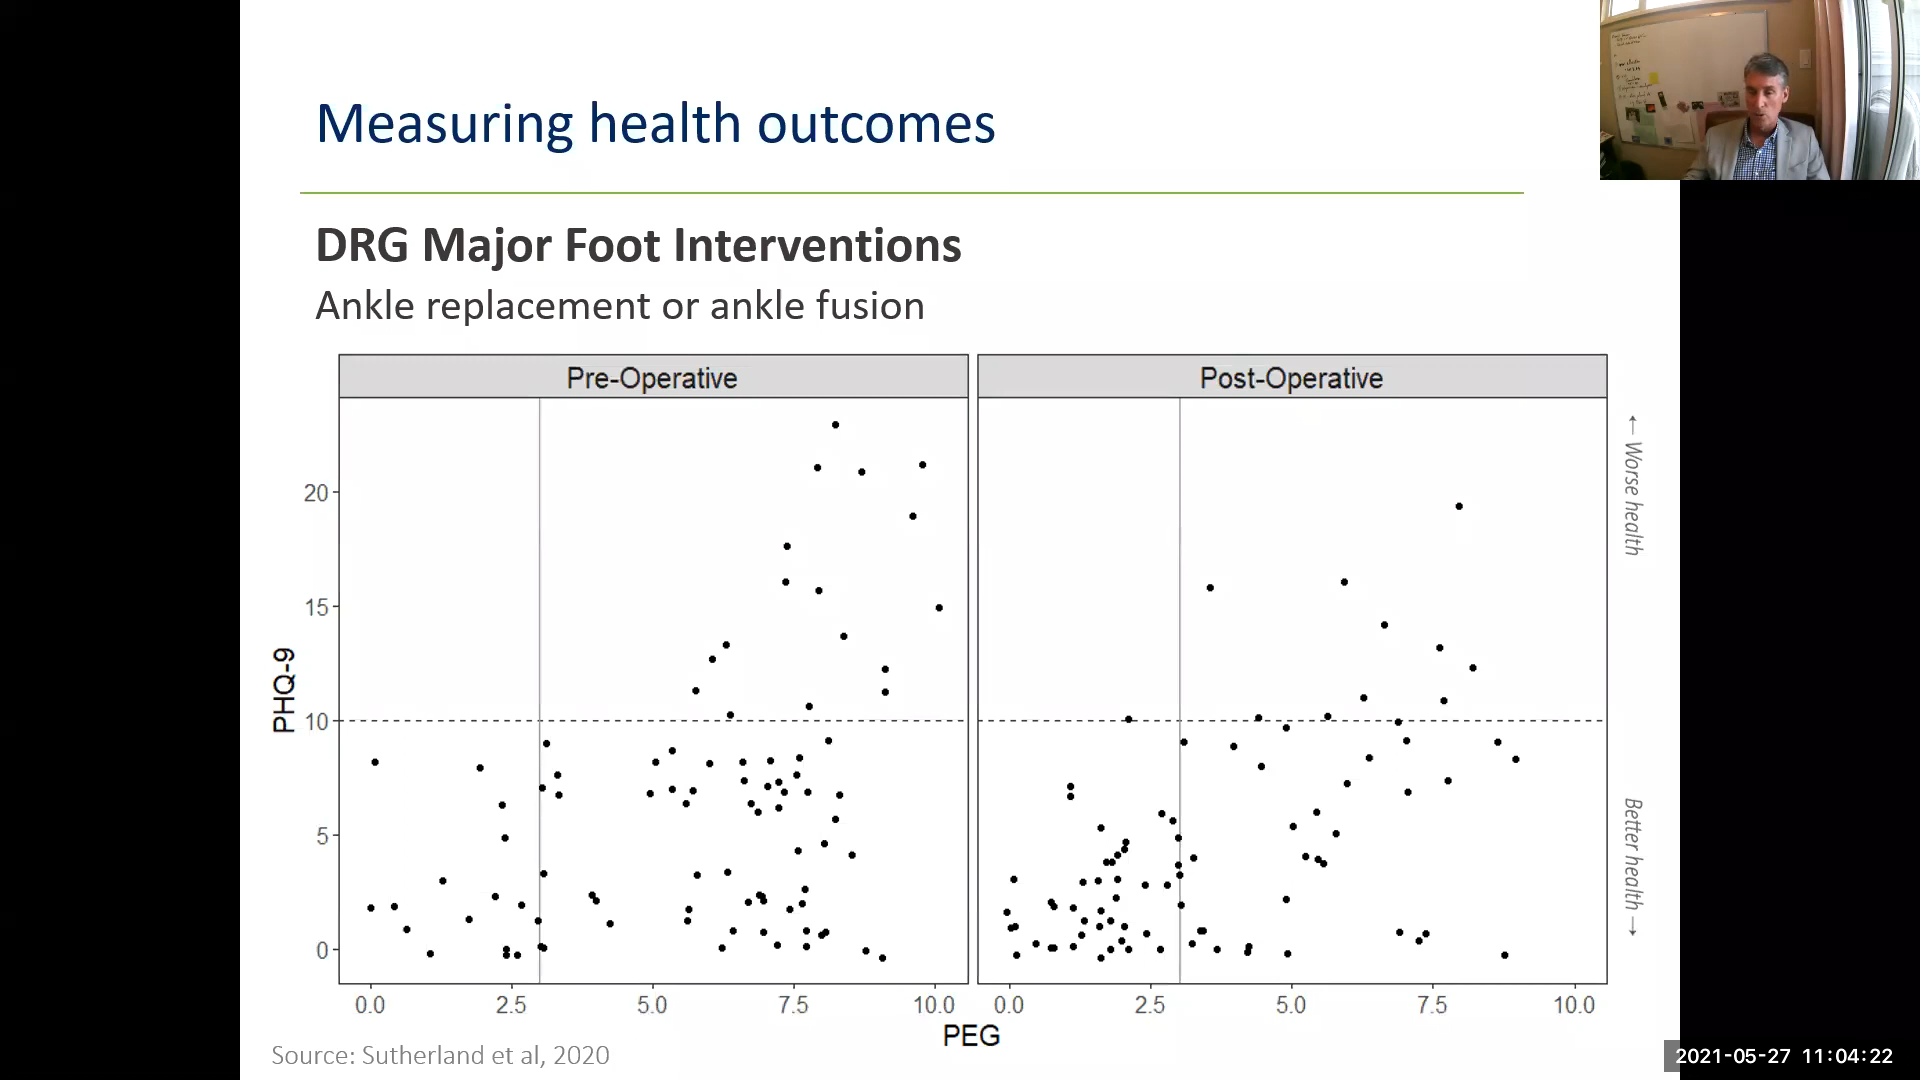 Measuring health outcomes
DRG Major Foot Interventions
Ankle replacement or ankle fusion
Pre-Operative
Post-Operative
PHQ-9
20
15
10
5
0
0.0 2.5 5.0 7.5 10.0
0.0 2.5 5.0 7.5 10.0
PEG
← Worse health
Better health →
Source: Sutherland et al, 2020
2021-05-27 11:04:22